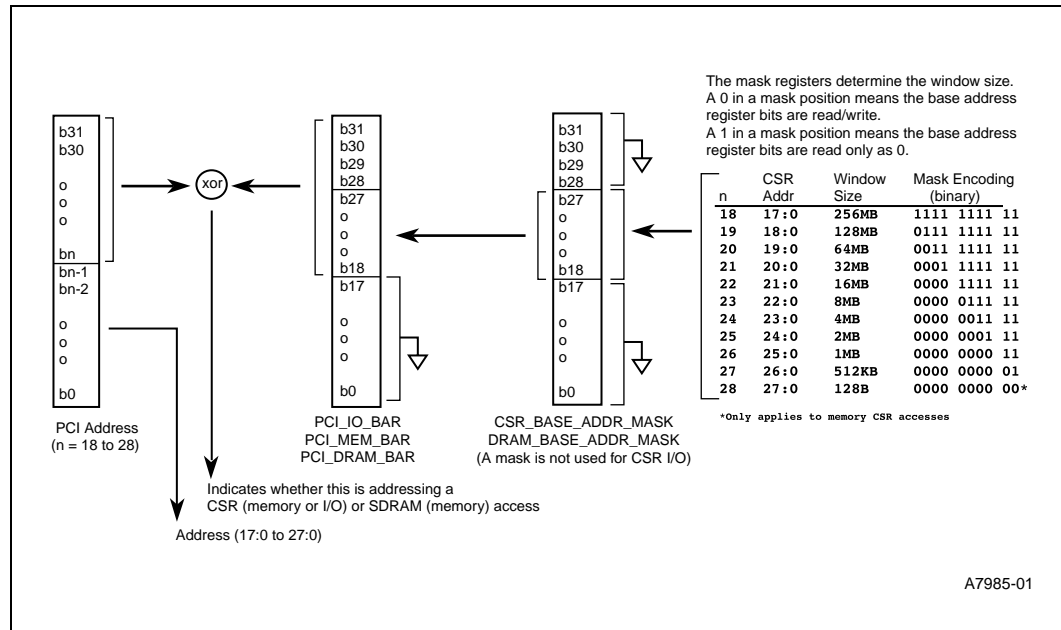 The mask registers determine the window size.
A 0 in a mask position means the base address
register bits are read/write.
A 1 in a mask position means the base address
register bits are read only as 0.
b31
b30
o
o
o
bn
bn-1
bn-2
o
o
o
b0
PCI Address
(n = 18 to 28)
xor
b31
b30
b29
b28
b27
o
o
o
b18
b17
o
o
o
b0
PCI_IO_BAR
PCI_MEM_BAR
PCI_DRAM_BAR
b31
b30
b29
b28
b27
o
o
o
b18
b17
o
o
o
b0
CSR_BASE_ADDR_MASK
DRAM_BASE_ADDR_MASK
(A mask is not used for CSR I/O)
CSR Window Mask Encoding
n Addr Size (binary)
18 17:0 256MB 1111 1111 11
19 18:0 128MB 0111 1111 11
20 19:0 64MB 0011 1111 11
21 20:0 32MB 0001 1111 11
22 21:0 16MB 0000 1111 11
23 22:0 8MB 0000 0111 11
24 23:0 4MB 0000 0011 11
25 24:0 2MB 0000 0001 11
26 25:0 1MB 0000 0000 11
27 26:0 512KB 0000 0000 01
28 27:0 128B 0000 0000 00*
*Only applies to memory CSR accesses
Indicates whether this is addressing a
CSR (memory or I/O) or SDRAM (memory) access
Address (17:0 to 27:0)
A7985-01